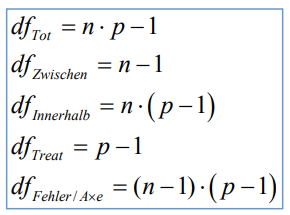 df_Tot = n · p − 1
df_Zwischen = n − 1
df_Innerhalb = n · (p − 1)
df_Treat = p − 1
df_Fehler/A×e = (n − 1) · (p − 1)